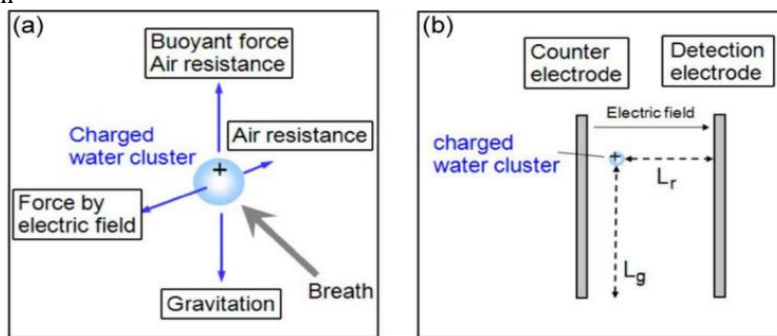 (a)
Buoyant force
Air resistance
Charged
water cluster
Air resistance
+
Force by
electric field
Breath
Gravitation
(b)
Counter
electrode
Detection
electrode
Electric field
charged
water cluster
+
Lr
Lg